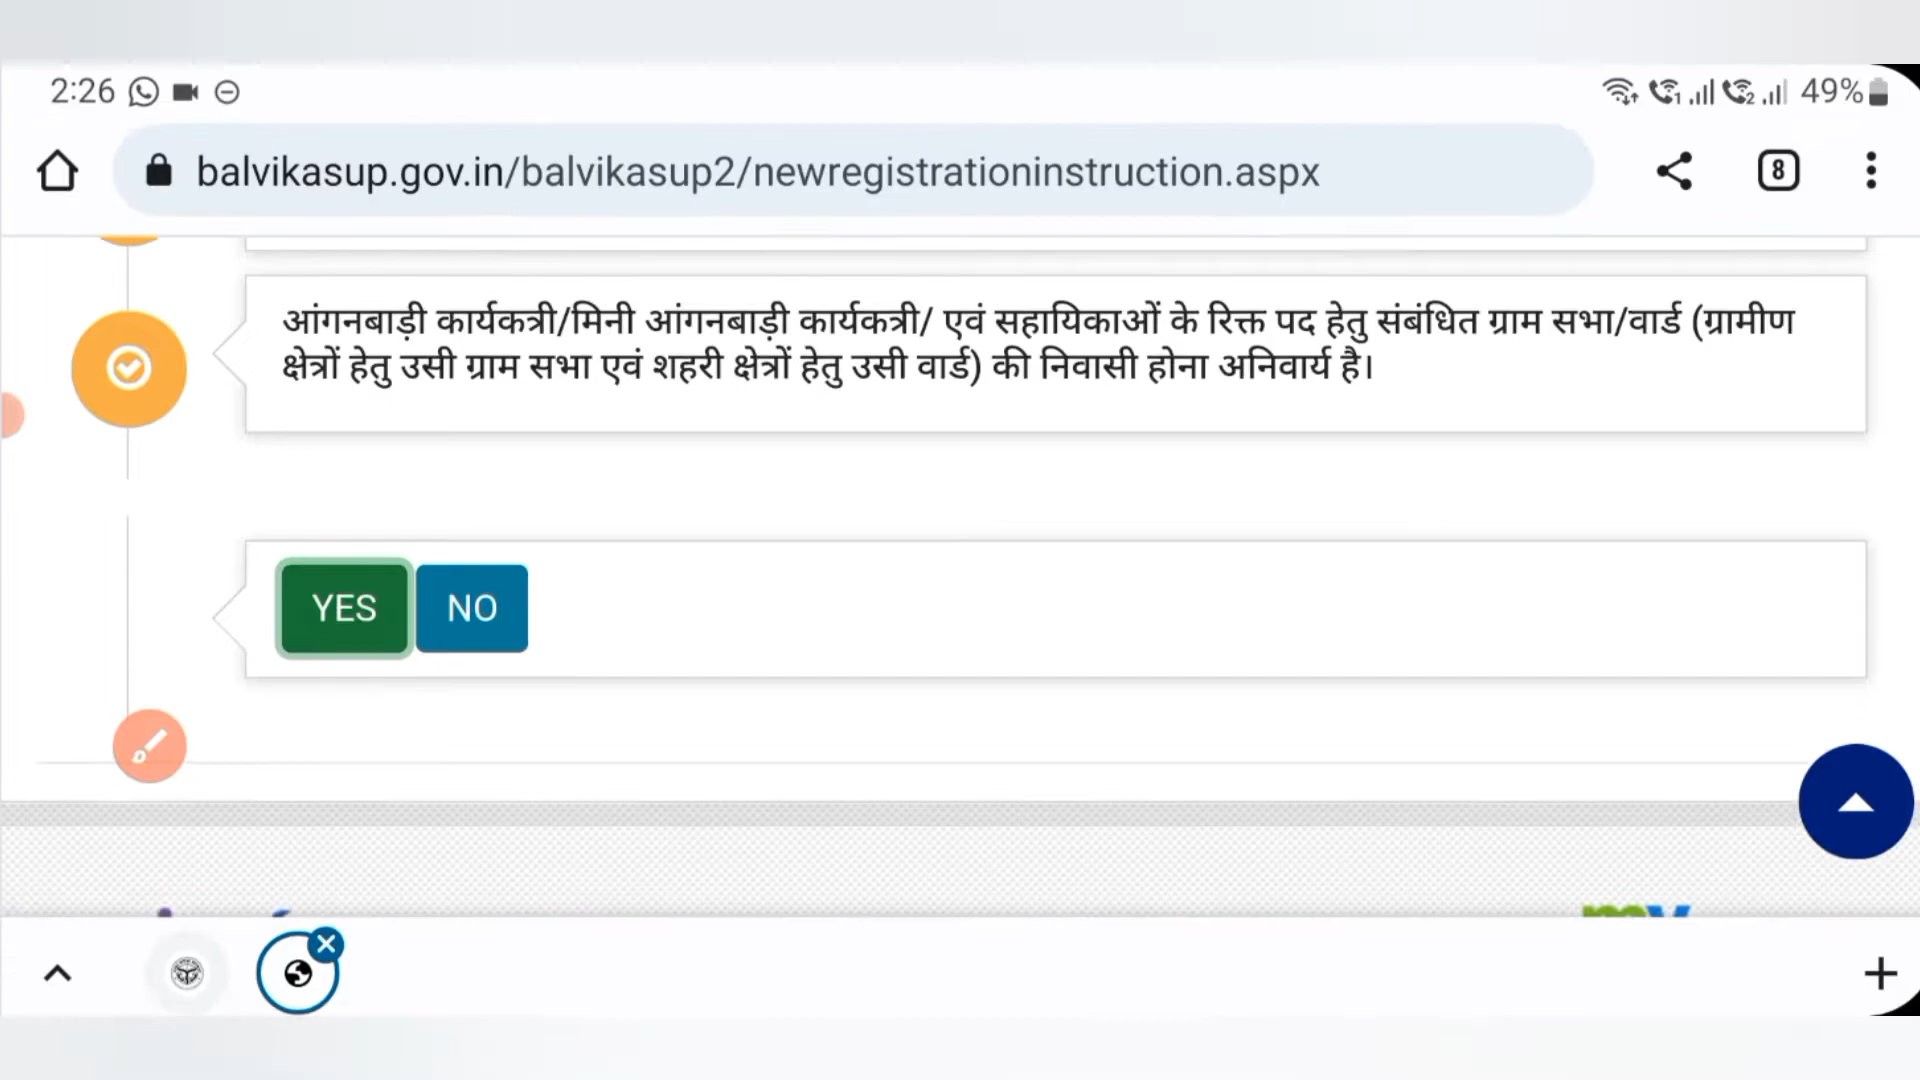 2:26
49%
balvikasup.gov.in/balvikasup2/newregistrationinstruction.aspx
8
आंगनबाड़ी कार्यकत्री/मिनी आंगनबाड़ी कार्यकत्री/ एवं सहायिकाओं के रिक्त पद हेतु संबंधित ग्राम सभा/वार्ड (ग्रामीण
क्षेत्रों हेतु उसी ग्राम सभा एवं शहरी क्षेत्रों हेतु उसी वार्ड) की निवासी होना अनिवार्य है।
YES NO